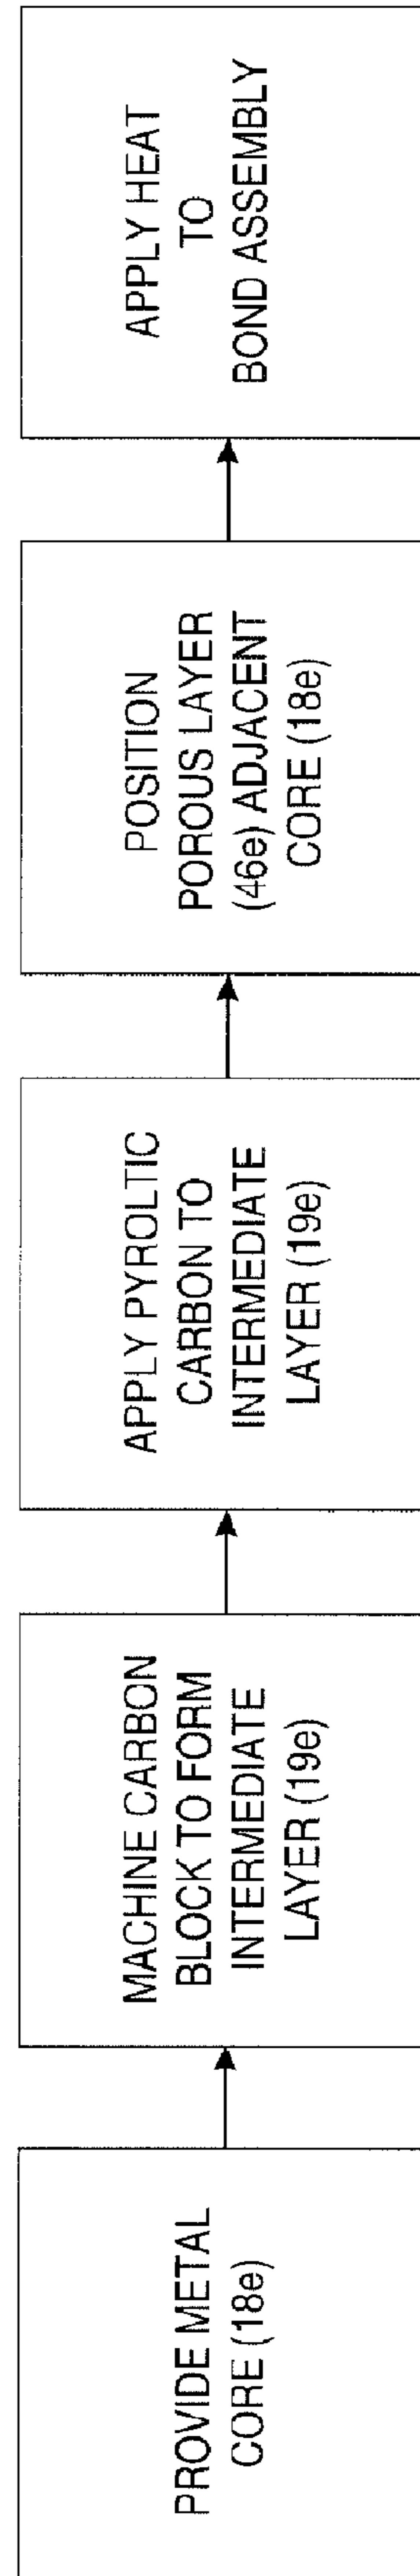 PROVIDE METAL
CORE (18e)
MACHINE CARBON
BLOCK TO FORM
INTERMEDIATE
LAYER (19e)
APPLY PYROLTIC
CARBON TO
INTERMEDIATE
LAYER (19e)
POSITION
POROUS LAYER
(46e) ADJACENT
CORE (18e)
APPLY HEAT
TO
BOND ASSEMBLY